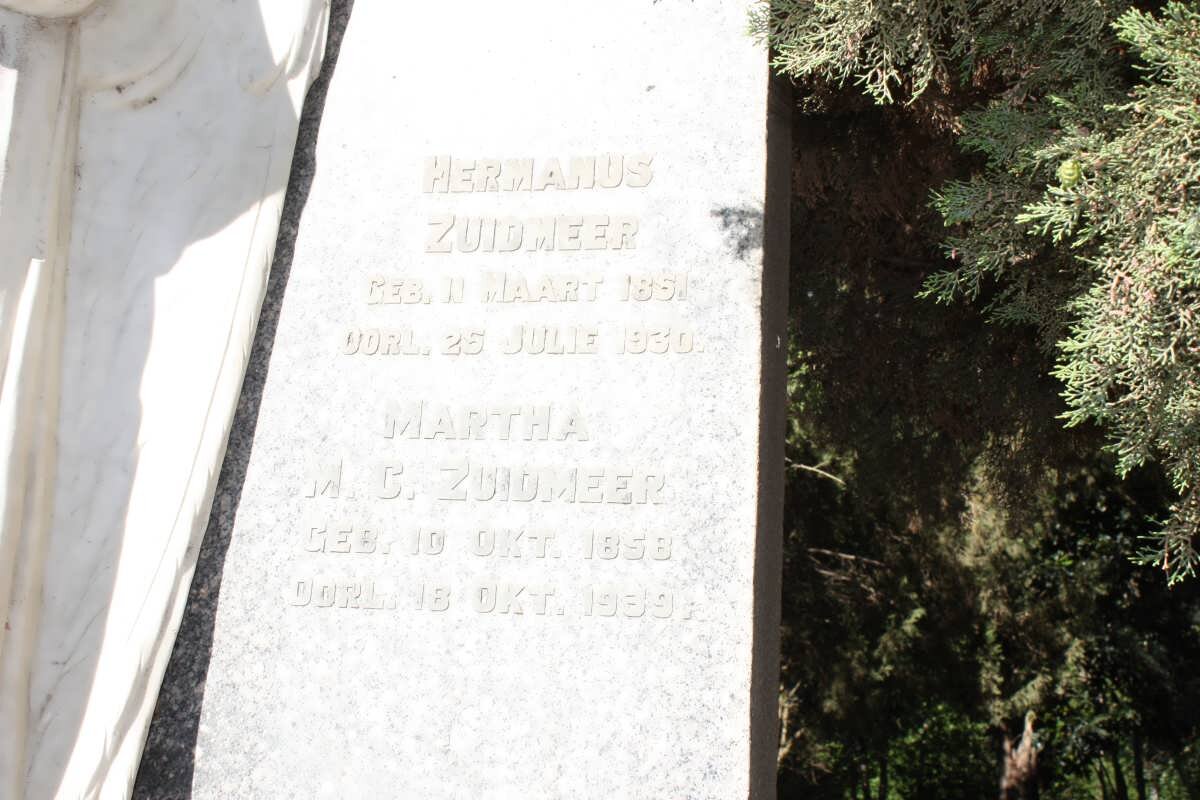 HERMANUS
ZUIDMEER
GEB. 11 MAART 1851
OORL. 25 JULIE 1930.
MARTHA
M. C. ZUIDMEER
GEB. 10 OKT. 1858
OORL. 18 OKT. 1939.